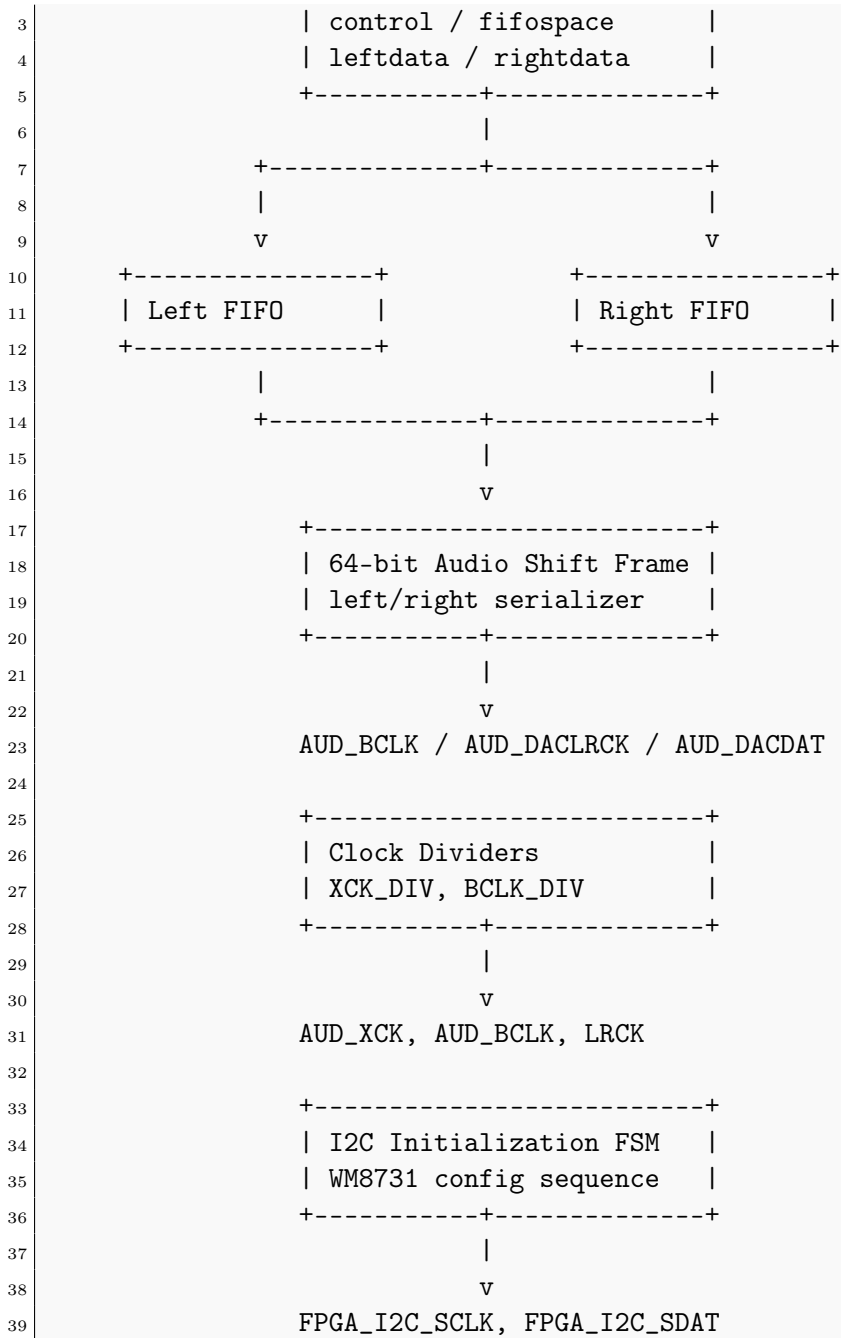 3 | control / fifospace      |
4 | leftdata / rightdata     |
5 +-----------+--------------+
6 |
7 +--------------+--------------+
8 |                             |
9 v                             v
10 +----------------+            +----------------+
11 | Left FIFO      |            | Right FIFO     |
12 +----------------+            +----------------+
13 |                             |
14 +--------------+--------------+
15 |
16 v
17 +--------------------------+
18 | 64-bit Audio Shift Frame |
19 | left/right serializer    |
20 +-----------+--------------+
21 |
22 v
23 AUD_BCLK / AUD_DACLRCK / AUD_DACDAT
24
25 +--------------------------+
26 | Clock Dividers           |
27 | XCK_DIV, BCLK_DIV        |
28 +-----------+--------------+
29 |
30 v
31 AUD_XCK, AUD_BCLK, LRCK
32
33 +--------------------------+
34 | I2C Initialization FSM   |
35 | WM8731 config sequence   |
36 +-----------+--------------+
37 |
38 v
39 FPGA_I2C_SCLK, FPGA_I2C_SDAT